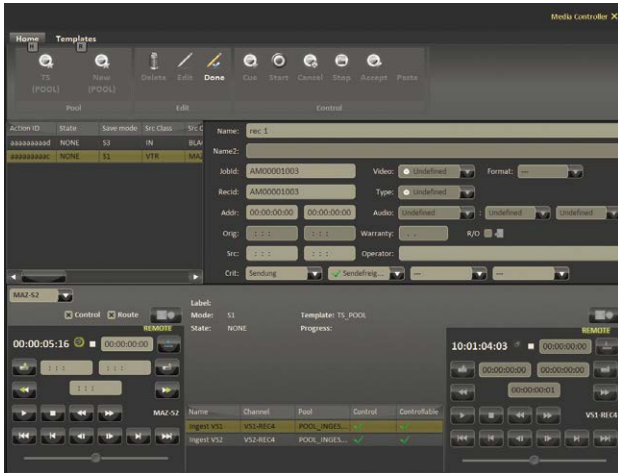 Media Controller X
Home Templates
H N
TS (POOL) New (POOL) Delete Edit Done Cue Start Cancel Stop Accept Paste
Pool Edit Control
Action ID State Save mode Src Class Src C
aaaaaaaaad NONE S3 IN BLA
aaaaaaaaac NONE S1 VTR MAZ
Name: rec 1
Name2:
JobId: AM00001003 Video: Undefined Format: ---
RecId: AM00001003 Type: Undefined
Addr: 00:00:00:00 00:00:00:00 Audio: Undefined : Undefined Undefined
Orig: : : : : : : Warranty: . . R/O
Src: : : : : : : Operator:
Crit: Sendung Sendefreig... --- ---
MAZ-S2
Control Route
REMOTE
00:00:05:16 00:00:00:00
: : : : : :
: : :
MAZ-S2
Label:
Mode: S1 Template: TS_POOL
State: NONE Progress:
Name Channel Pool Control Controllable
Ingest VS1 VS1-REC4 POOL_INGES...
Ingest VS2 VS2-REC4 POOL_INGES...
REMOTE
10:01:04:03 00:00:00:00
00:00:00:00 00:00:00:00
00:00:00:01
VS1-REC4